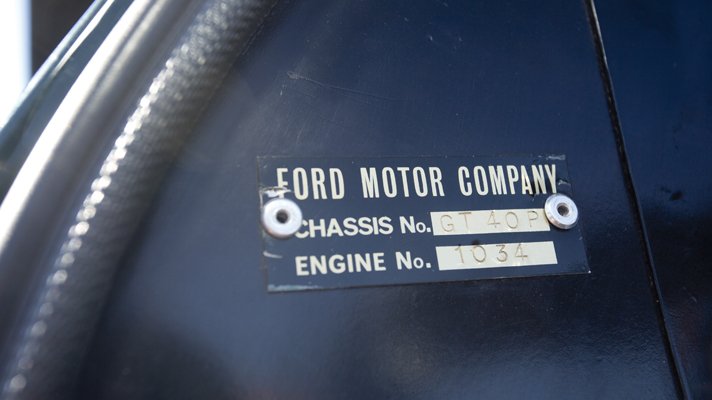 FORD MOTOR COMPANY
CHASSIS No. GT 40P
ENGINE No. 1034